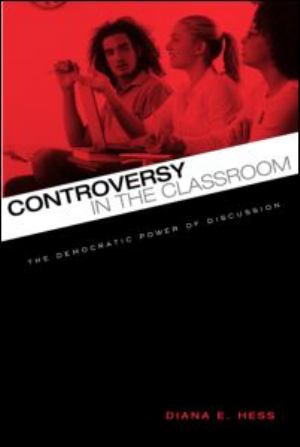 CONTROVERSY
IN THE CLASSROOM
THE DEMOCRATIC POWER OF DISCUSSION
DIANA E. HESS